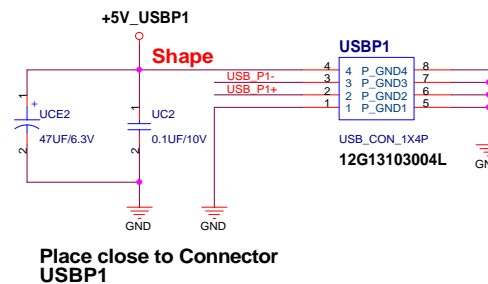 +5V_USBP1
Shape
USBP1
USB_P1-
USB_P1+
4
3
2
1
4 P_GND4
3 P_GND3
2 P_GND2
1 P_GND1
8
7
6
5
USB_CON_1X4P
12G13103004L
1
+
UCE2
47UF/6.3V
2
1
UC2
0.1UF/10V
2
GND
GND
Place close to Connector
USBP1